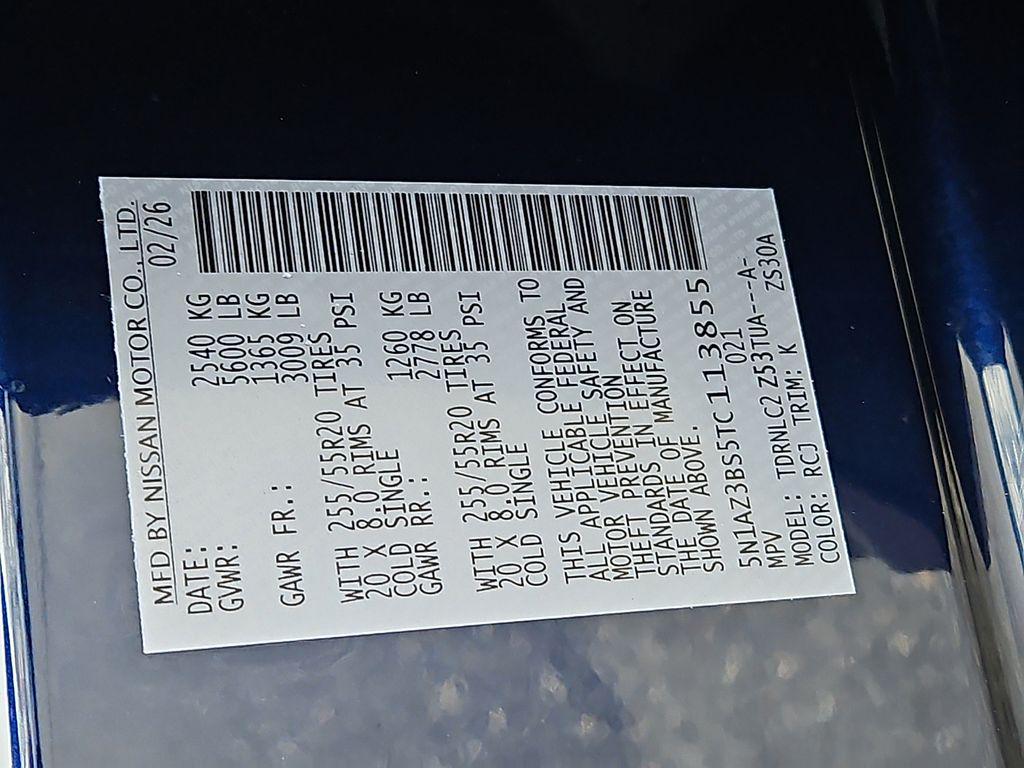 MFD BY NISSAN MOTOR CO., LTD.
DATE: 02/26
GVWR: 2540 KG
5600 LB
GAWR FR.: 1365 KG
3009 LB
WITH 255/55R20 TIRES
20 X 8.0 RIMS AT 35 PSI
COLD SINGLE
GAWR RR.: 1260 KG
2778 LB
WITH 255/55R20 TIRES
20 X 8.0 RIMS AT 35 PSI
COLD SINGLE
THIS VEHICLE CONFORMS TO
ALL APPLICABLE FEDERAL
MOTOR VEHICLE SAFETY AND
THEFT PREVENTION
STANDARDS IN EFFECT ON
THE DATE OF MANUFACTURE
SHOWN ABOVE.
5N1AZ3BS5TC113855
MPV 021
MODEL: TDRNLC2 Z53TUA---A-
COLOR: RCJ TRIM: K ZS30A